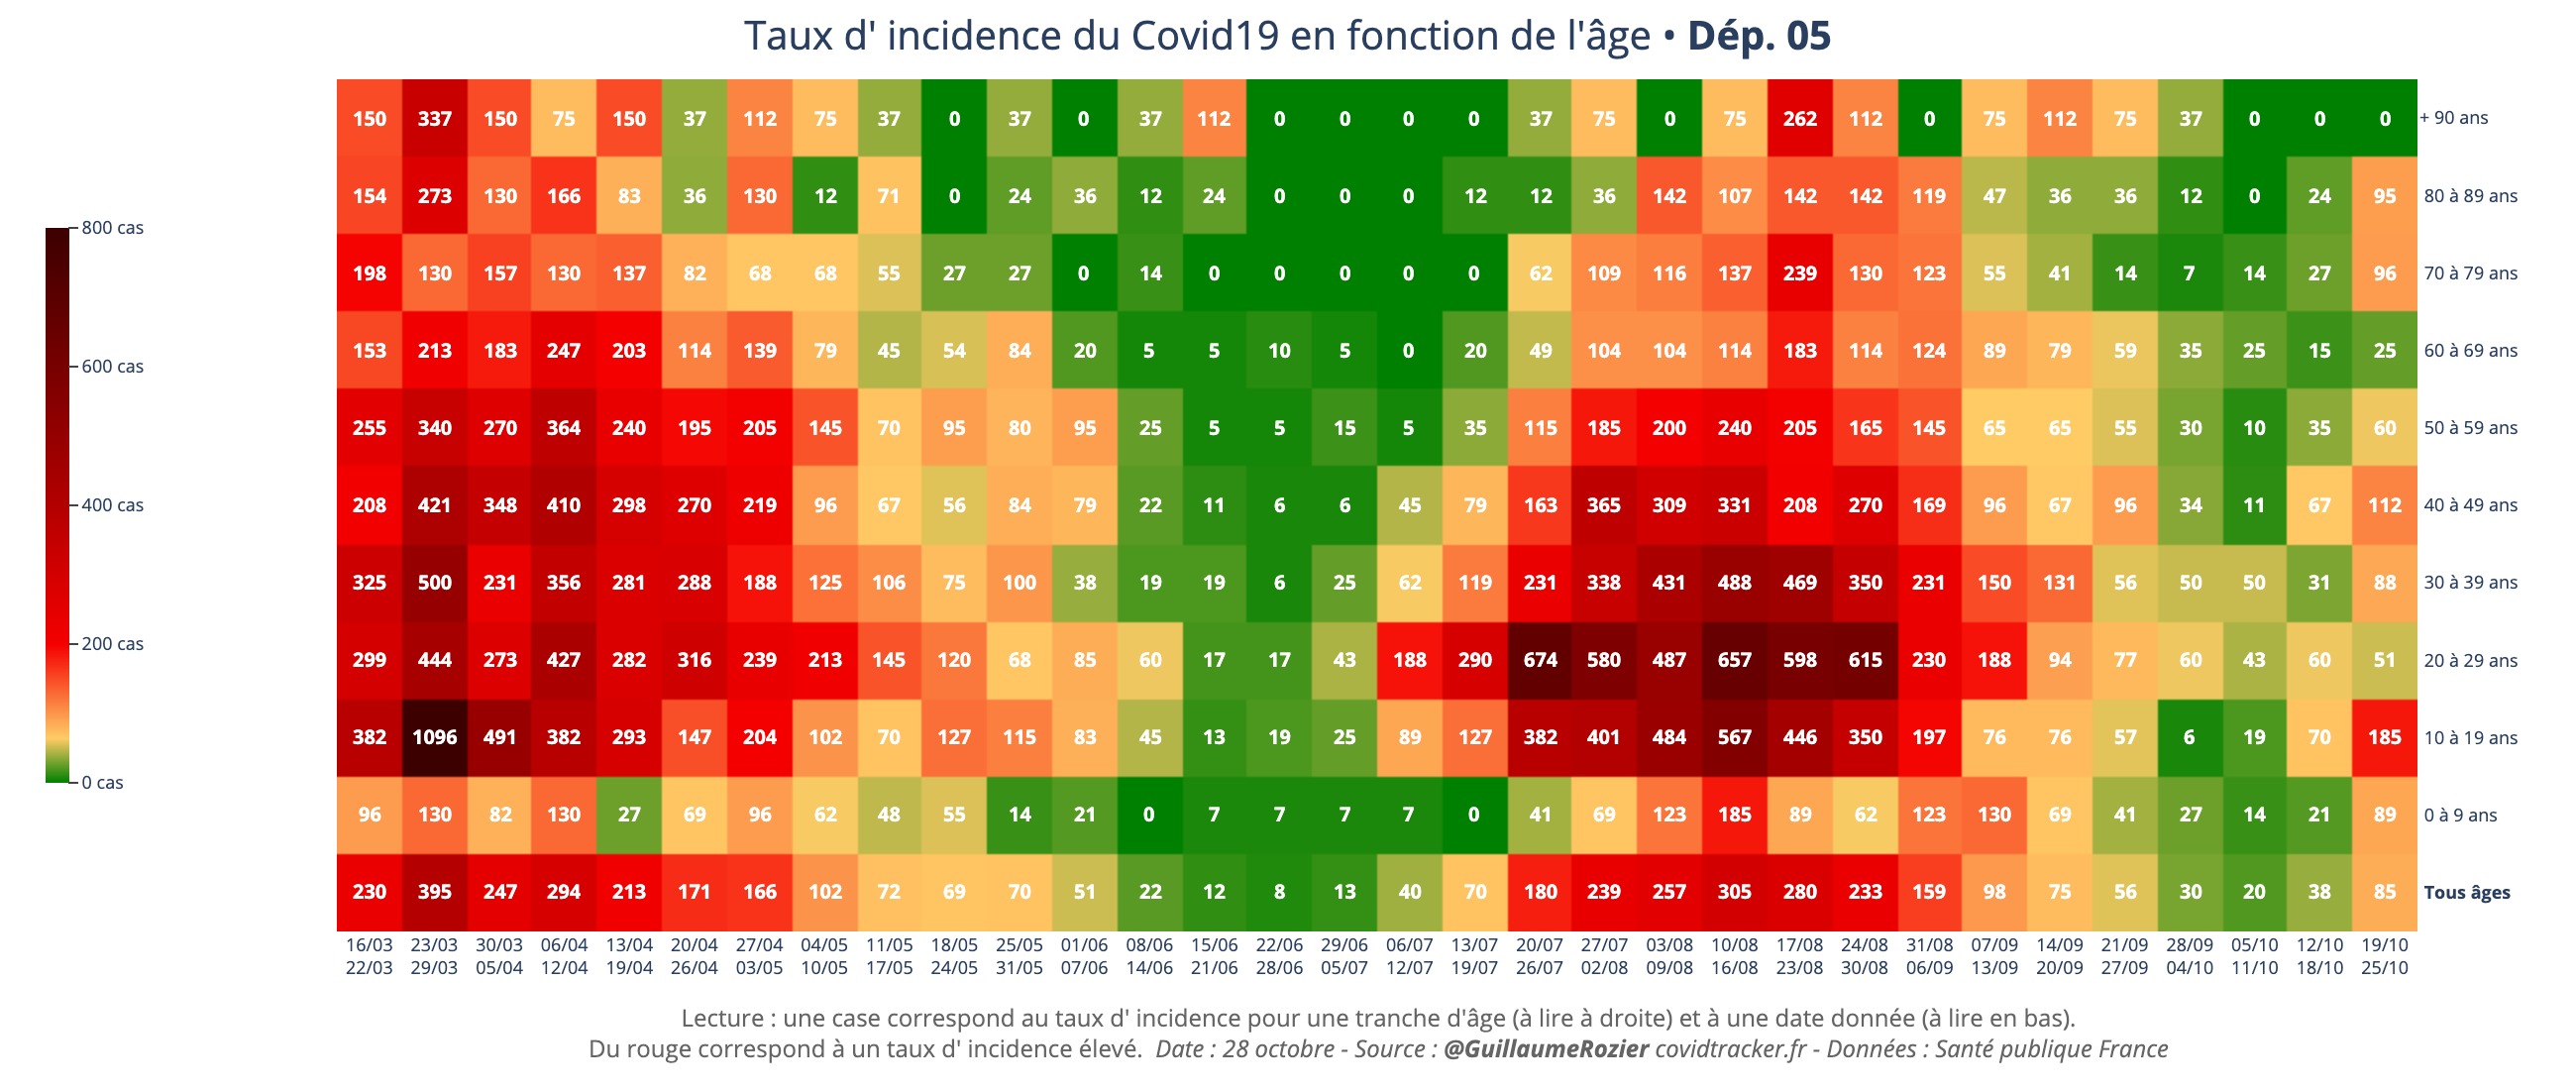 Taux d' incidence du Covid19 en fonction de l'âge • Dép. 05
800 cas
600 cas
400 cas
200 cas
0 cas
150 337 150 75 150 37 112 75 37 0 37 0 37 112 0 0 0 0 37 75 0 75 262 112 0 75 112 75 37 0 0 0 + 90 ans
154 273 130 166 83 36 130 12 71 0 24 36 12 24 0 0 0 12 12 36 142 107 142 142 119 47 36 36 12 0 24 95 80 à 89 ans
198 130 157 130 137 82 68 68 55 27 27 0 14 0 0 0 0 0 62 109 116 137 239 130 123 55 41 14 7 14 27 96 70 à 79 ans
153 213 183 247 203 114 139 79 45 54 84 20 5 5 10 5 0 20 49 104 104 114 183 114 124 89 79 59 35 25 15 25 60 à 69 ans
255 340 270 364 240 195 205 145 70 95 80 95 25 5 5 15 5 35 115 185 200 240 205 165 145 65 65 55 30 10 35 60 50 à 59 ans
208 421 348 410 298 270 219 96 67 56 84 79 22 11 6 6 45 79 163 365 309 331 208 270 169 96 67 96 34 11 67 112 40 à 49 ans
325 500 231 356 281 288 188 125 106 75 100 38 19 19 6 25 62 119 231 338 431 488 469 350 231 150 131 56 50 50 31 88 30 à 39 ans
299 444 273 427 282 316 239 213 145 120 68 85 60 17 17 43 188 290 674 580 487 657 598 615 230 188 94 77 60 43 60 51 20 à 29 ans
382 1096 491 382 293 147 204 102 70 127 115 83 45 13 19 25 89 127 382 401 484 567 446 350 197 76 76 57 6 19 70 185 10 à 19 ans
96 130 82 130 27 69 96 62 48 55 14 21 0 7 7 7 7 0 41 69 123 185 89 62 123 130 69 41 27 14 21 89 0 à 9 ans
230 395 247 294 213 171 166 102 72 69 70 51 22 12 8 13 40 70 180 239 257 305 280 233 159 98 75 56 30 20 38 85 Tous âges
16/03 23/03 30/03 06/04 13/04 20/04 27/04 04/05 11/05 18/05 25/05 01/06 08/06 15/06 22/06 29/06 06/07 13/07 20/07 27/07 03/08 10/08 17/08 24/08 31/08 07/09 14/09 21/09 28/09 05/10 12/10 19/10
22/03 29/03 05/04 12/04 19/04 26/04 03/05 10/05 17/05 24/05 31/05 07/06 14/06 21/06 28/06 05/07 12/07 19/07 26/07 02/08 09/08 16/08 23/08 30/08 06/09 13/09 20/09 27/09 04/10 11/10 18/10 25/10
Lecture : une case correspond au taux d' incidence pour une tranche d'âge (à lire à droite) et à une date donnée (à lire en bas).
Du rouge correspond à un taux d' incidence élevé. Date : 28 octobre - Source : @GuillaumeRozier covidtracker.fr - Données : Santé publique France